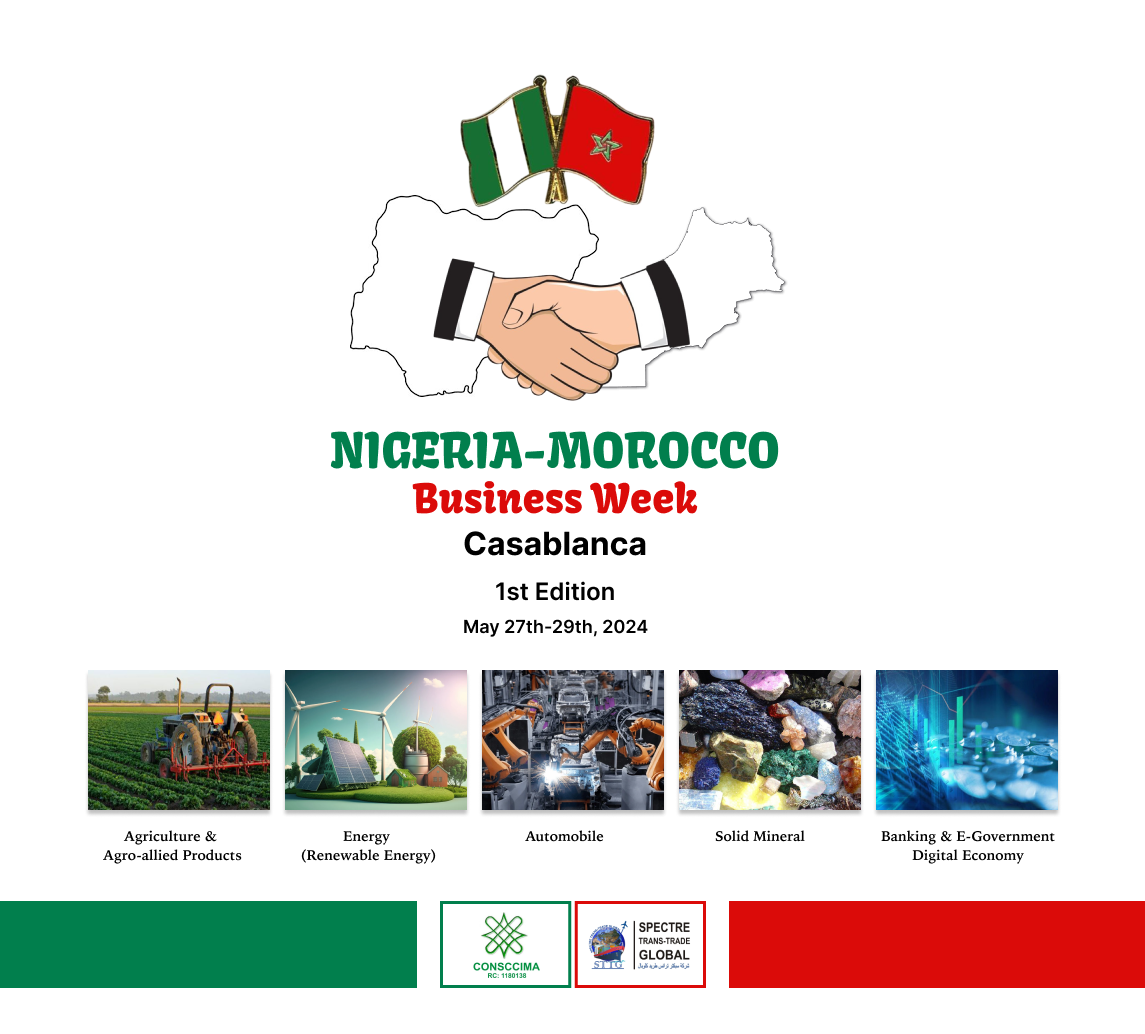 NIGERIA-MOROCCO
Business Week
Casablanca
1st Edition
May 27th-29th, 2024
Agriculture &
Agro-allied Products
Energy
(Renewable Energy)
Automobile
Solid Mineral
Banking & E-Government
Digital Economy
CONSCCIMA
RC: 1180138
STTG
SPECTRE
TRANS-TRADE
GLOBAL